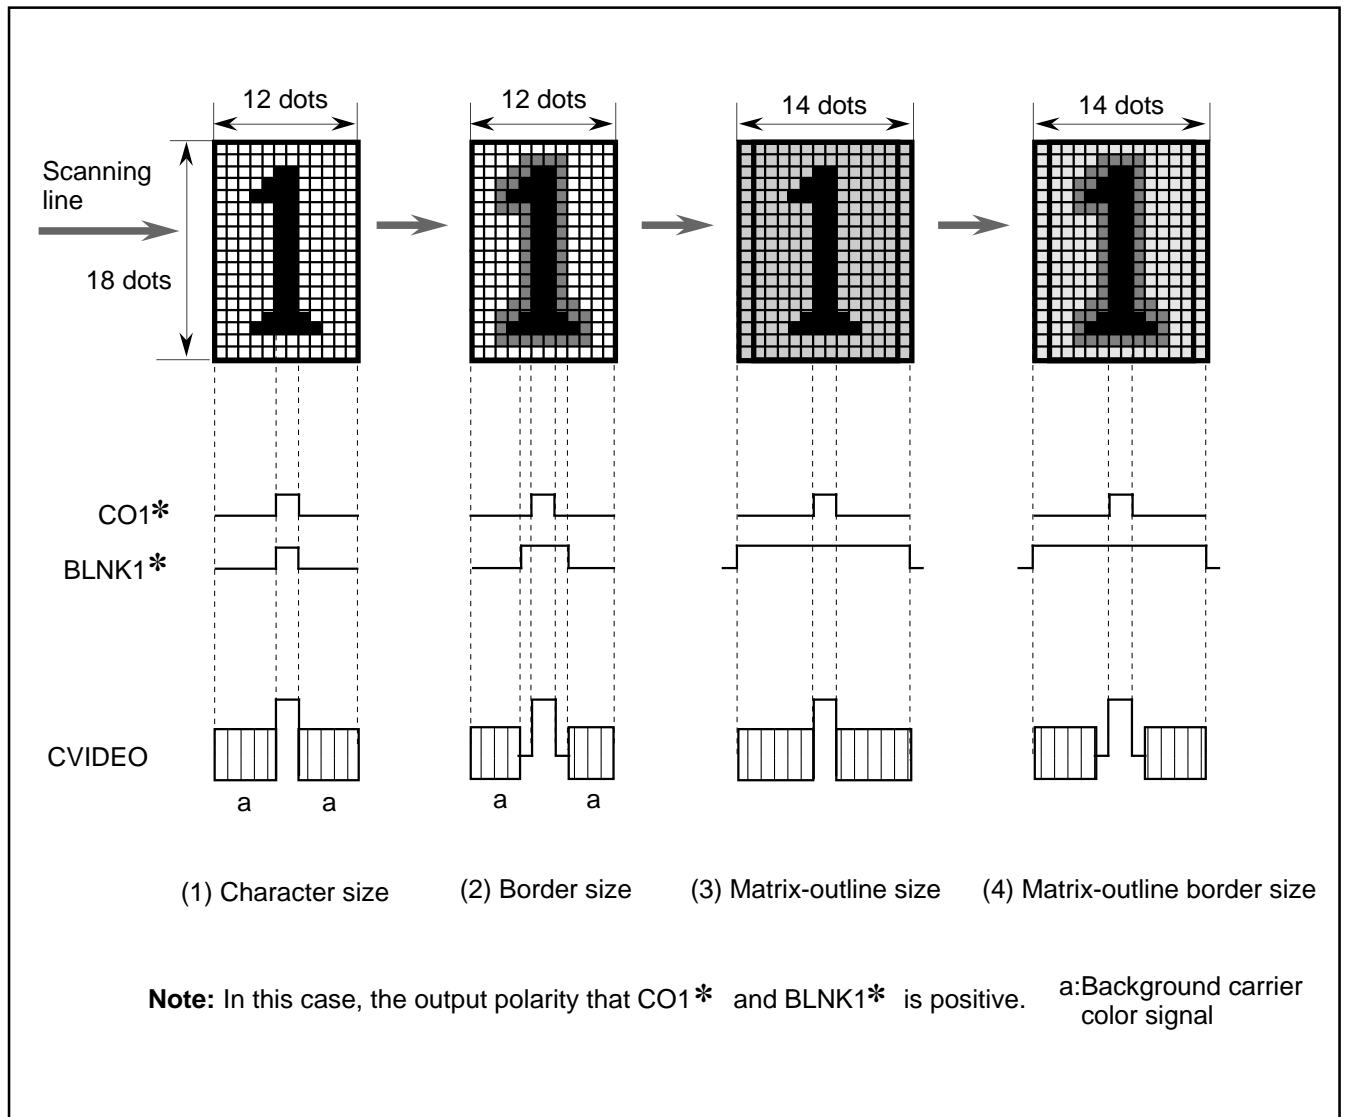 12 dots
12 dots
14 dots
14 dots
Scanning
line
18 dots
CO1*
BLNK1*
CVIDEO
a
a
a
a
(1) Character size
(2) Border size
(3) Matrix-outline size
(4) Matrix-outline border size
Note: In this case, the output polarity that CO1* and BLNK1* is positive.
a:Background carrier
color signal